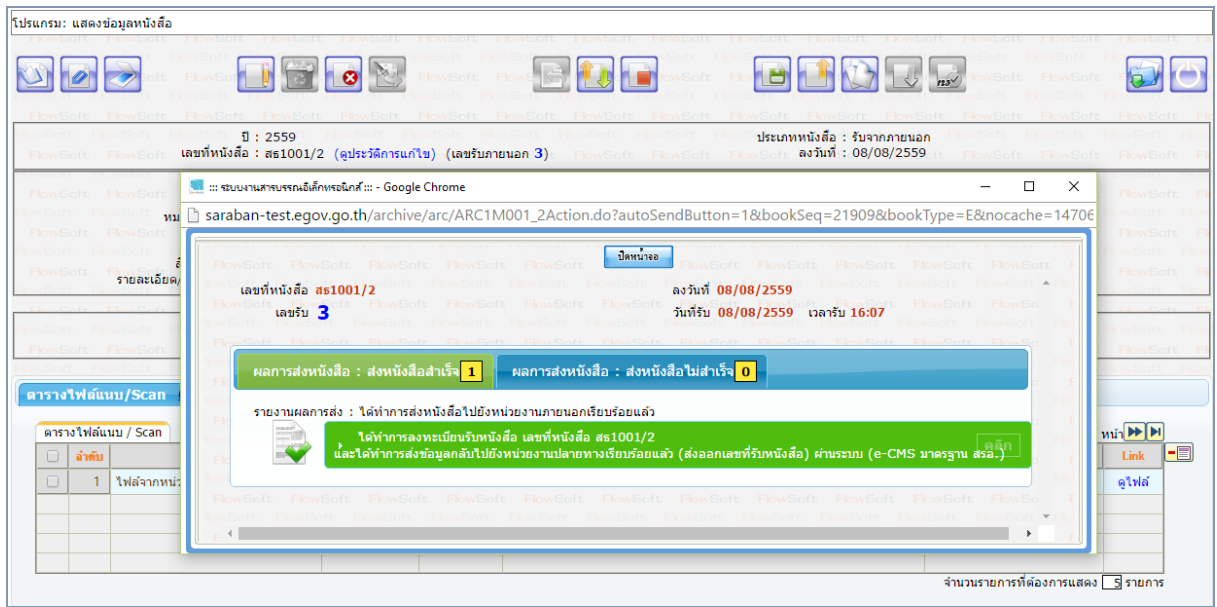 โปรแกรม: แสดงข้อมูลหนังสือ
ปี : 2559
ประเภทหนังสือ : รับจากภายนอก
เลขที่หนังสือ : สธ1001/2 (ดูประวัติการแก้ไข) (เลขรับภายนอก 3)
ลงวันที่ : 08/08/2559
::: ระบบงานสารบรรณอิเล็กทรอนิกส์ ::: - Google Chrome
saraban-test.egov.go.th/archive/arc/ARC1M001_2Action.do?autoSendButton=1&bookSeq=21909&bookType=E&nocache=14706
ปิดหน้าจอ
เลขที่หนังสือ สธ1001/2
ลงวันที่ 08/08/2559
เลขรับ 3
วันที่รับ 08/08/2559 เวลารับ 16:07
ผลการส่งหนังสือ : ส่งหนังสือสำเร็จ 1
ผลการส่งหนังสือ : ส่งหนังสือไม่สำเร็จ 0
รายงานผลการส่ง : ได้ทำการส่งหนังสือไปยังหน่วยงานภายนอกเรียบร้อยแล้ว
ได้ทำการลงทะเบียนรับหนังสือ เลขที่หนังสือ สธ1001/2
และได้ทำการส่งข้อมูลกลับไปยังหน่วยงานปลายทางเรียบร้อยแล้ว (ส่งออกเลขที่รับหนังสือ) ผ่านระบบ (e-CMS มาตรฐาน สรอ.)
คลิก
รายละเอียด/
ตารางไฟล์แนบ/Scan
ตารางไฟล์แนบ / Scan
หน้า
ลำดับ
Link
1
ไฟล์จากหน่ว
ดูไฟล์
จำนวนรายการที่ต้องการแสดง 5 รายการ